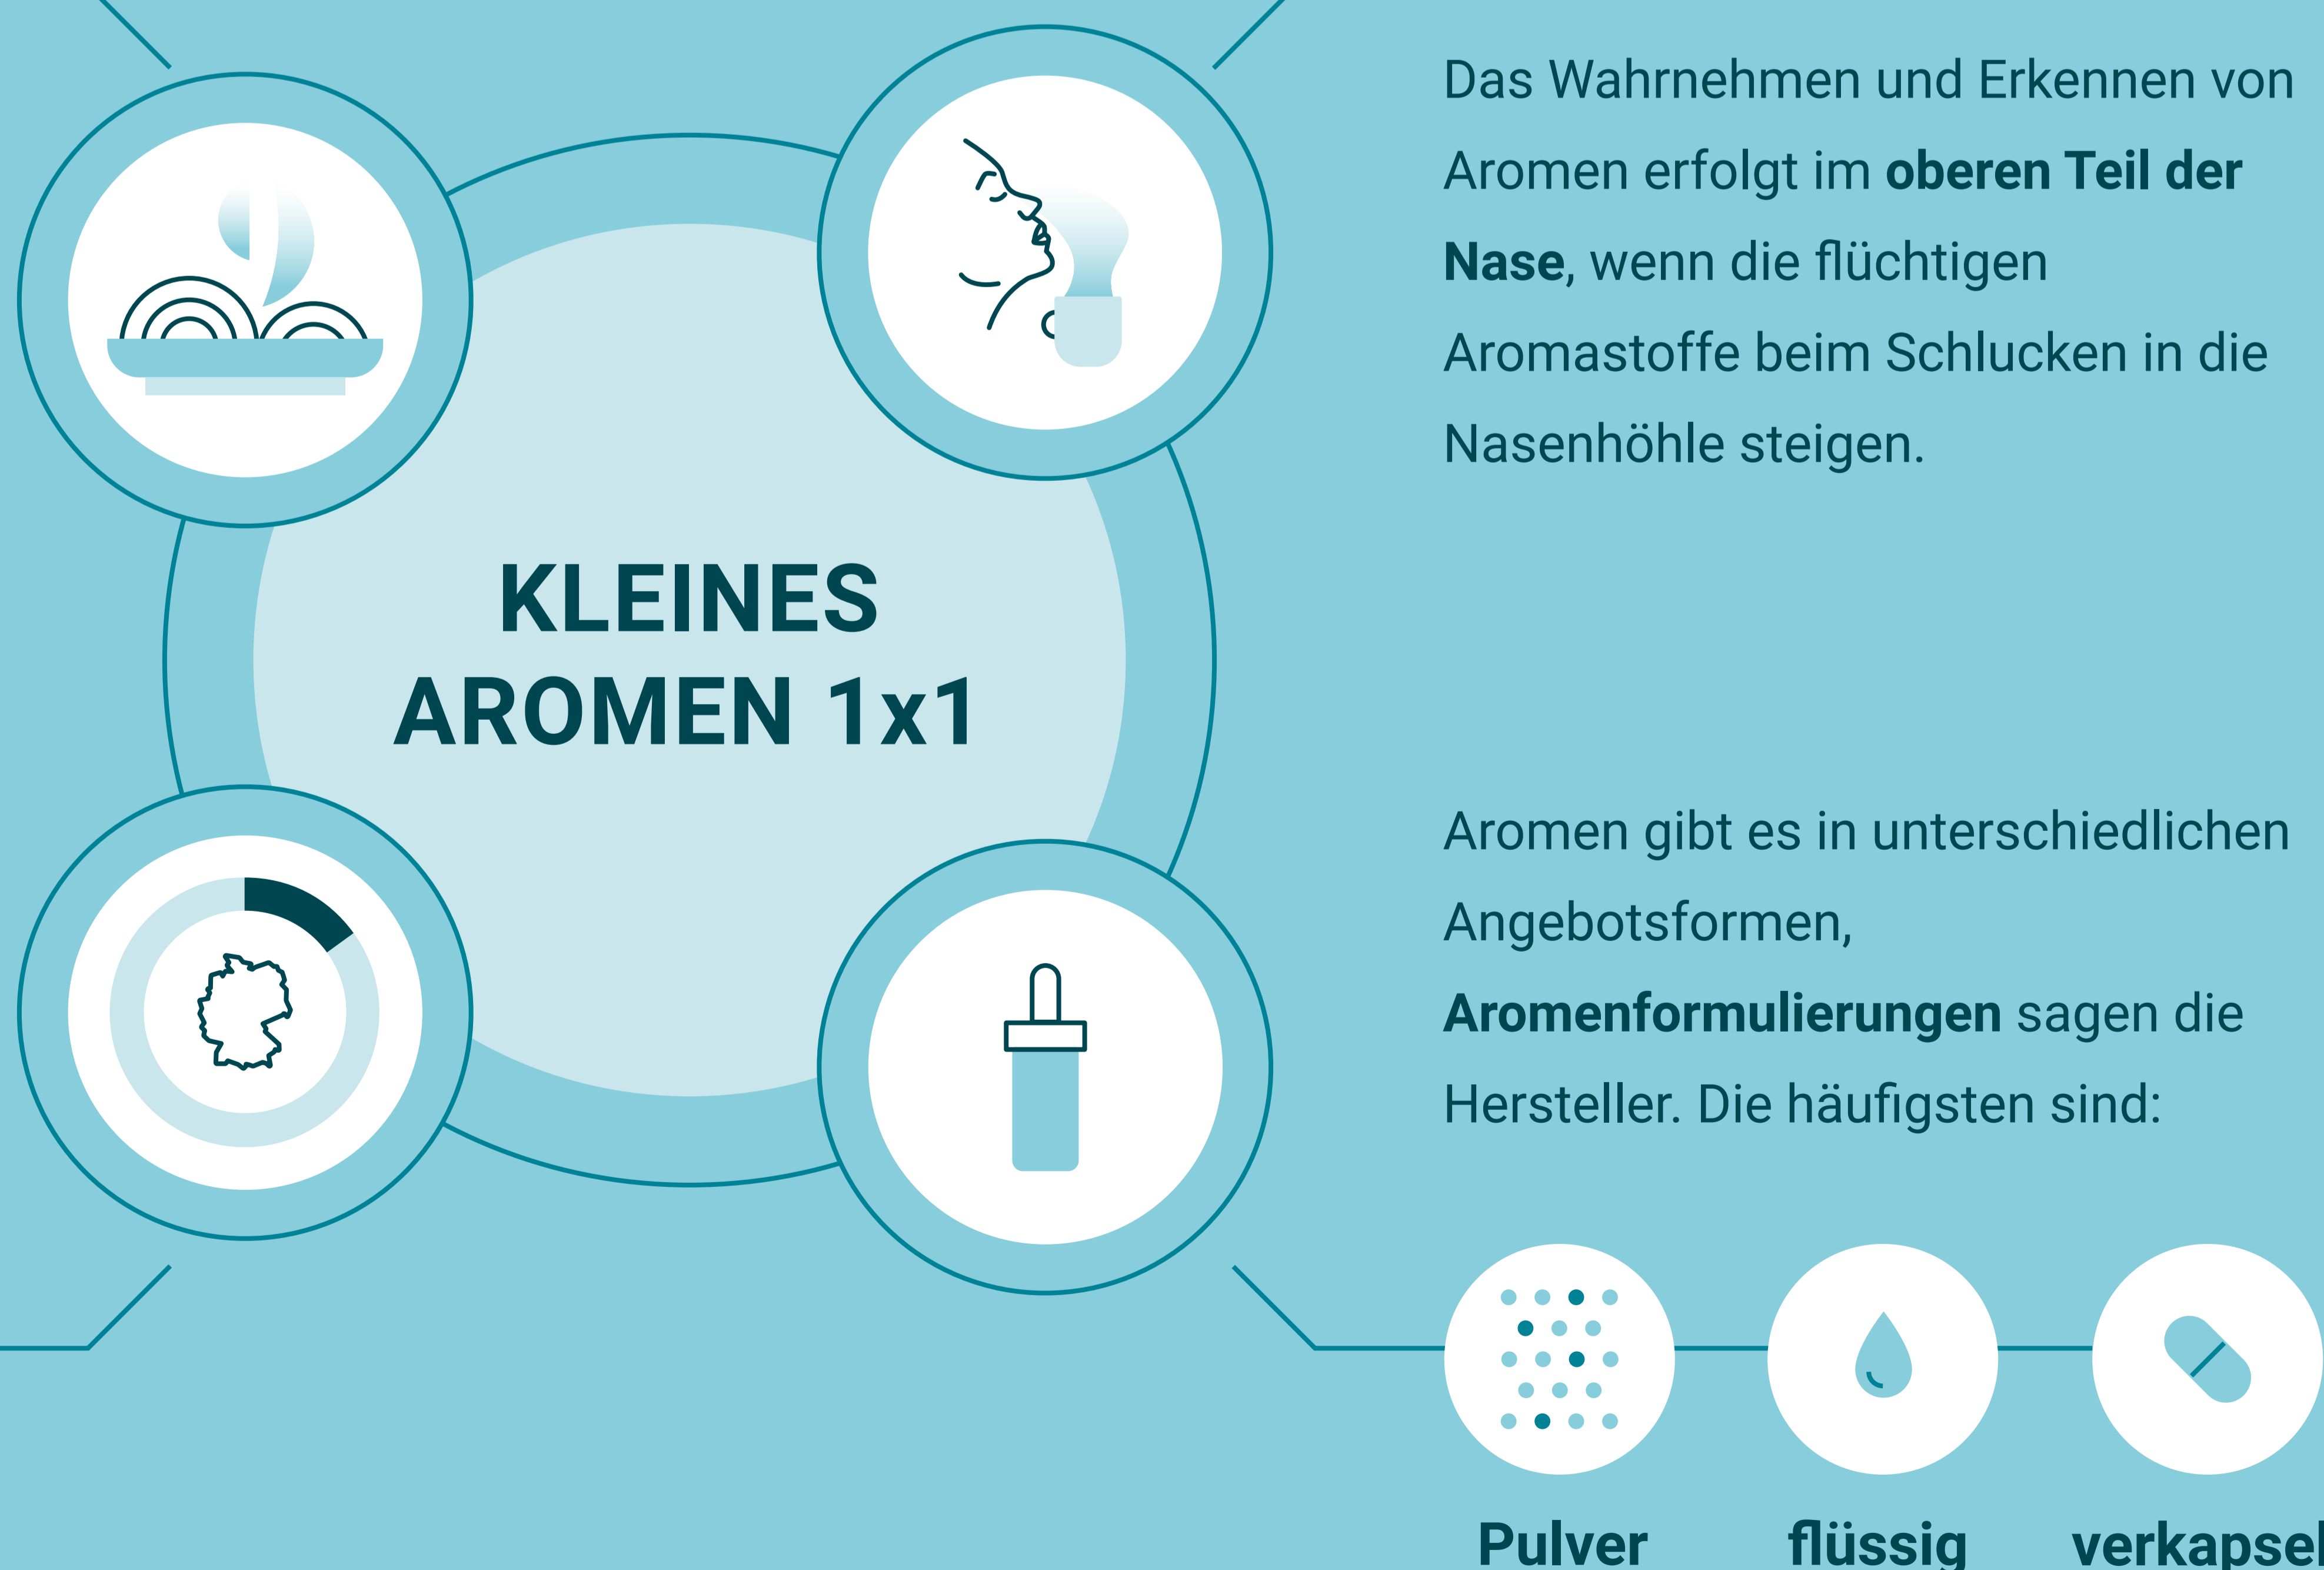 KLEINES
AROMEN 1x1
Das Wahrnehmen und Erkennen von
Aromen erfolgt im oberen Teil der
Nase, wenn die flüchtigen
Aromastoffe beim Schlucken in die
Nasenhöhle steigen.
Aromen gibt es in unterschiedlichen
Angebotsformen,
Aromenformulierungen sagen die
Hersteller. Die häufigsten sind:
Pulver flüssig